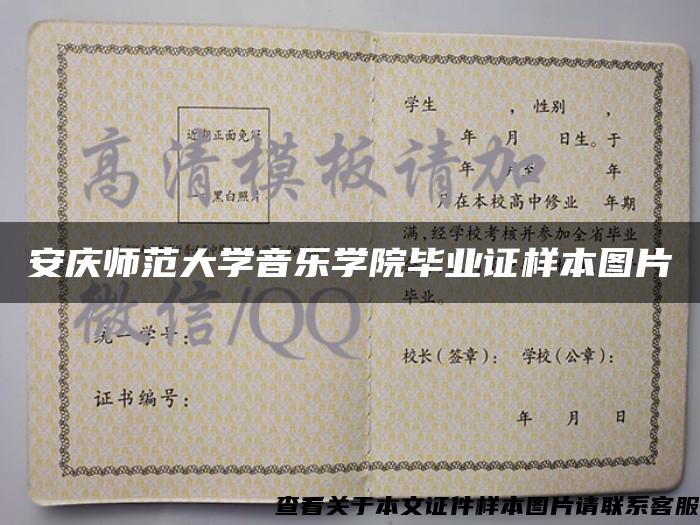 近期正面免冠
黑白照片
统一学号：
证书编号：
学生　　　，性别　　，
年　月　日生。于
年　月至　　年
月在本校高中修业　年期
满，经学校考核并参加全省毕业
毕业。
校长（签章）：　学校（公章）：
年　月　日
高清模板请加
微信/QQ
安庆师范大学音乐学院毕业证样本图片
查看关于本文证件样本图片请联系客服